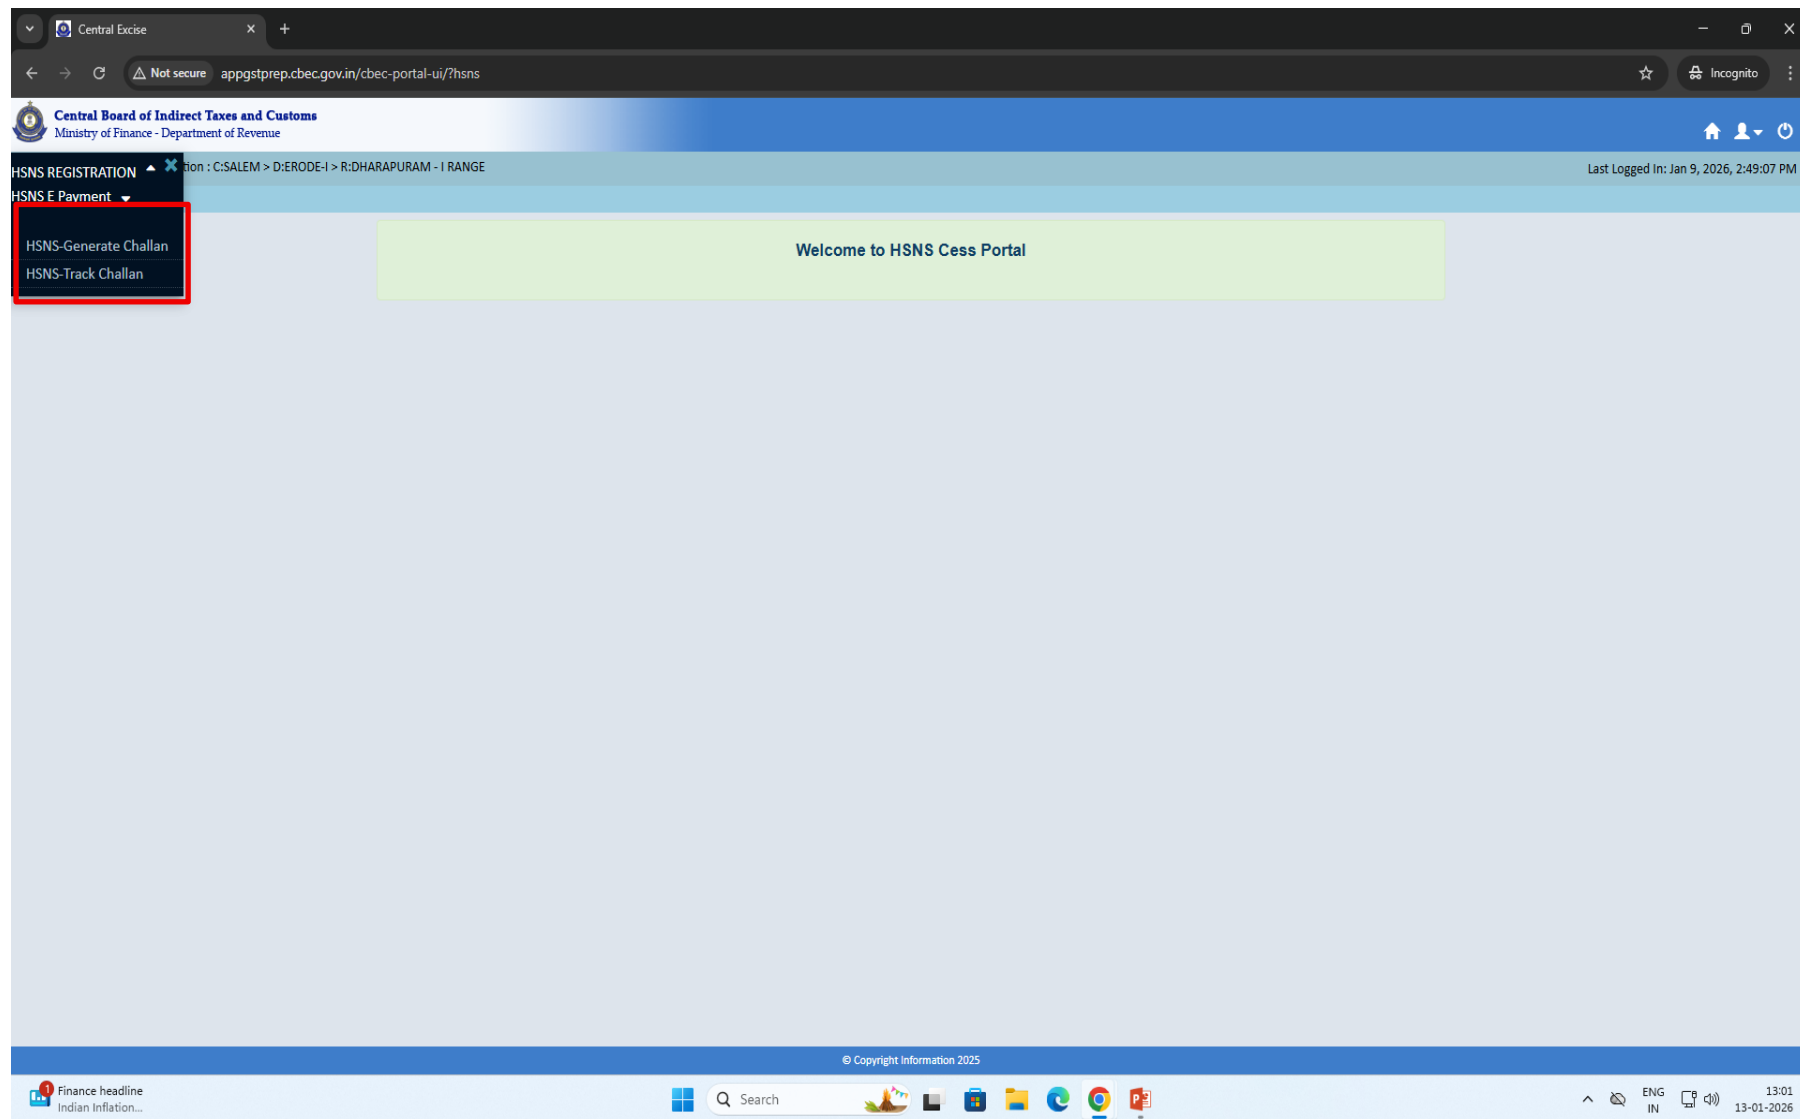 Central Excise
Not secure appgstprep.cbec.gov.in/cbec-portal-ui/?hsns
Incognito
Central Board of Indirect Taxes and Customs
Ministry of Finance - Department of Revenue
HSNS REGISTRATION
tion : C:SALEM > D:ERODE-I > R:DHARAPURAM - I RANGE
Last Logged In: Jan 9, 2026, 2:49:07 PM
HSNS E Payment
HSNS-Generate Challan
HSNS-Track Challan
Welcome to HSNS Cess Portal
© Copyright Information 2025
1
Finance headline
Indian Inflation...
Search
ENG
IN
13:01
13-01-2026